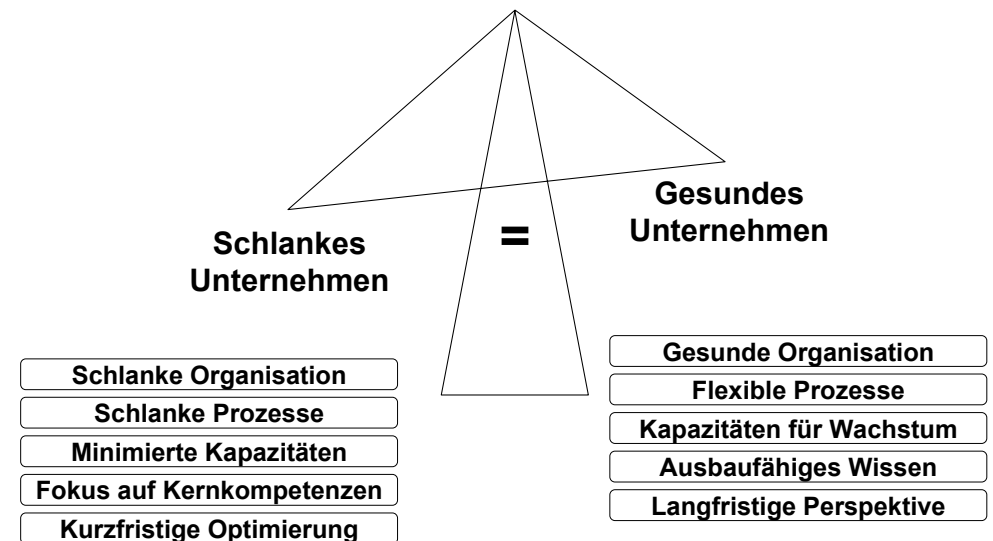 Schlankes
Unternehmen
=
Gesundes
Unternehmen
Schlanke Organisation
Schlanke Prozesse
Minimierte Kapazitäten
Fokus auf Kernkompetenzen
Kurzfristige Optimierung
Gesunde Organisation
Flexible Prozesse
Kapazitäten für Wachstum
Ausbaufähiges Wissen
Langfristige Perspektive